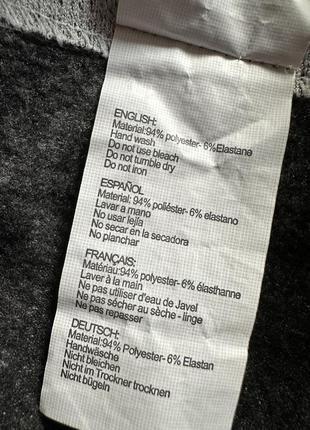 ENGLISH:
Material:94% polyester- 6%Elastane
Hand wash
Do not use bleach
Do not tumble dry
Do not iron
ESPAÑOL
Material: 94% poliéster- 6% elastano
Lavar a mano
No usar lejía
No secar en la secadora
No planchar
FRANÇAIS:
Matériau:94% polyester- 6% élasthanne
Laver à la main
Ne pas utiliser d'eau de Javel
Ne pas sécher au sèche - linge
Ne pas repasser
DEUTSCH:
Material: 94% Polyester- 6% Elastan
Handwäsche
Nicht bleichen
Nicht im Trockner trocknen
Nicht bügeln